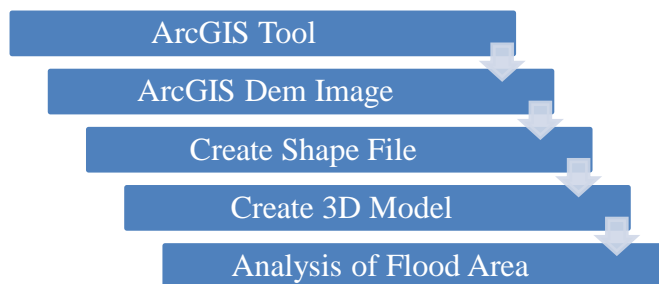 ArcGIS Tool
ArcGIS Dem Image
Create Shape File
Create 3D Model
Analysis of Flood Area